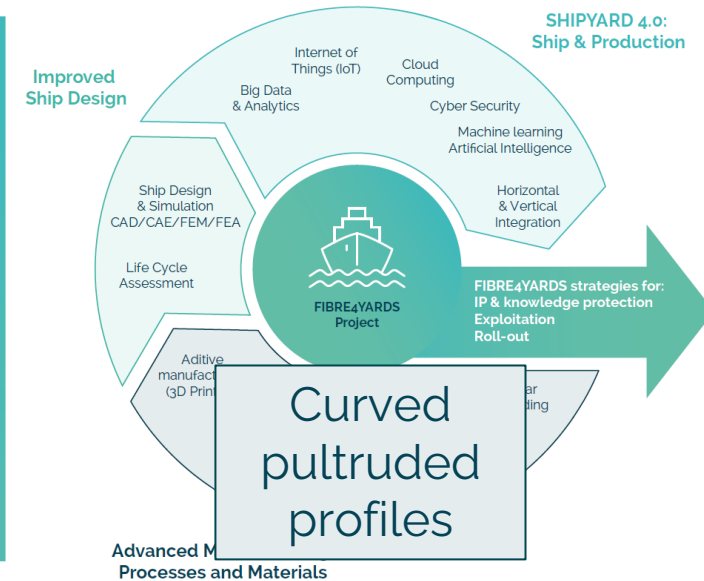 SHIPYARD 4.0:
Ship & Production
Improved
Ship Design
Internet of
Things (IoT)
Cloud
Computing
Big Data
& Analytics
Cyber Security
Machine learning
Artificial Intelligence
Horizontal
& Vertical
Integration
Ship Design
& Simulation
CAD/CAE/FEM/FEA
Life Cycle
Assessment
FIBRE4YARDS
Project
FIBRE4YARDS strategies for:
IP & knowledge protection
Exploitation
Roll-out
Aditive
(3D
Curved
pultruded
profiles
Advanced
Processes and Materials